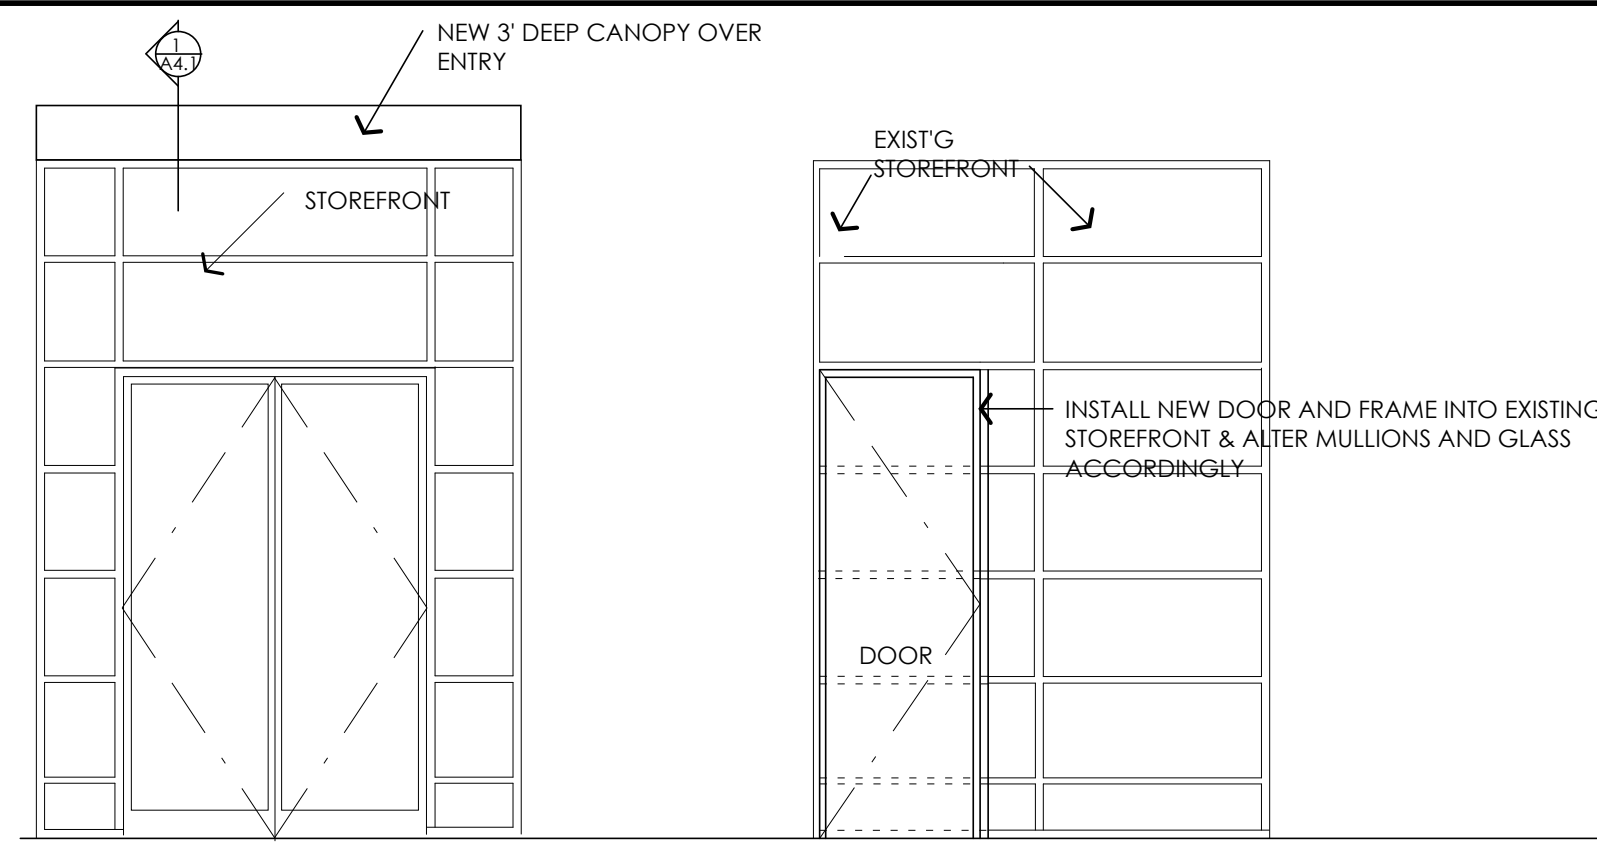 1
A4.1
NEW 3' DEEP CANOPY OVER
ENTRY
STOREFRONT
EXIST'G
STOREFRONT
INSTALL NEW DOOR AND FRAME INTO EXISTING
STOREFRONT & ALTER MULLIONS AND GLASS
ACCORDINGLY
DOOR